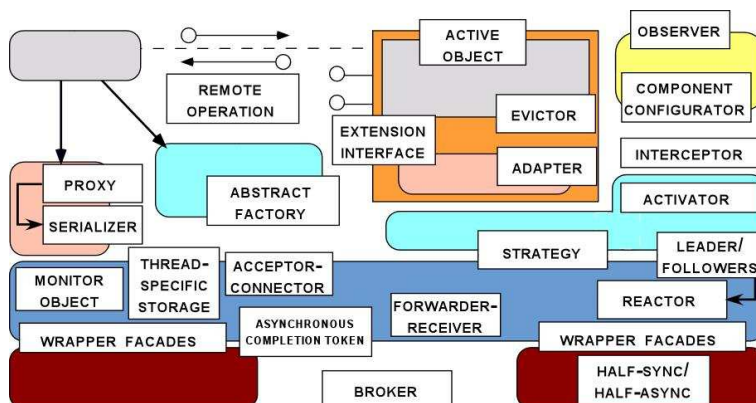 ACTIVE
OBJECT
OBSERVER
REMOTE
OPERATION
COMPONENT
CONFIGURATOR
EVICTOR
EXTENSION
INTERFACE
INTERCEPTOR
ADAPTER
PROXY
ABSTRACT
FACTORY
ACTIVATOR
SERIALIZER
STRATEGY
LEADER/
FOLLOWERS
MONITOR
OBJECT
THREAD-
SPECIFIC
STORAGE
ACCEPTOR-
CONNECTOR
REACTOR
FORWARDER-
RECEIVER
WRAPPER FACADES
ASYNCHRONOUS
COMPLETION TOKEN
WRAPPER FACADES
BROKER
HALF-SYNC/
HALF-ASYNC